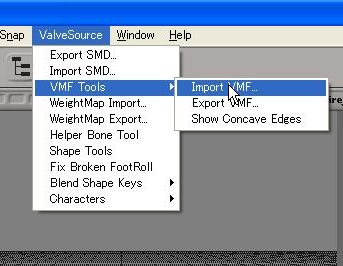 Snap ValveSource Window Help
Export SMD...
Import SMD...
VMF Tools
Import VMF...
WeightMap Import...
Export VMF...
WeightMap Export...
Show Concave Edges
Helper Bone Tool
Shape Tools
Fix Broken FootRoll
Blend Shape Keys
Characters